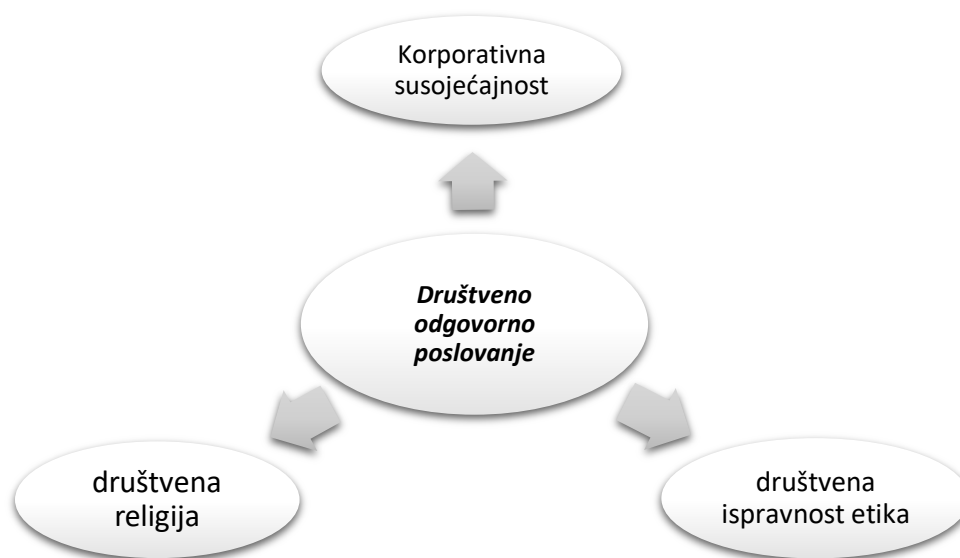 Korporativna
susojećajnost
Društveno
odgovorno
poslovanje
društvena
religija
društvena
ispravnost etika